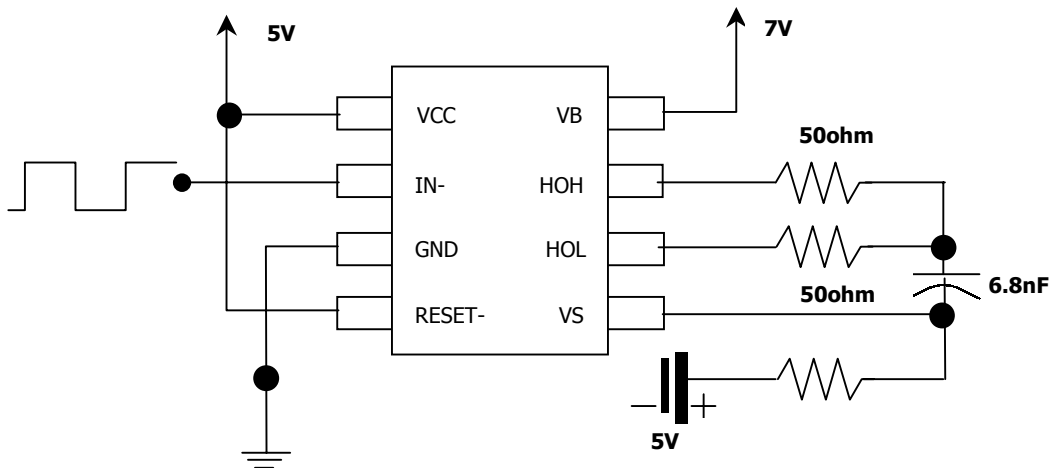 5V
7V
VCC
VB
50ohm
IN-
HOH
GND
HOL
50ohm
6.8nF
RESET-
VS
5V